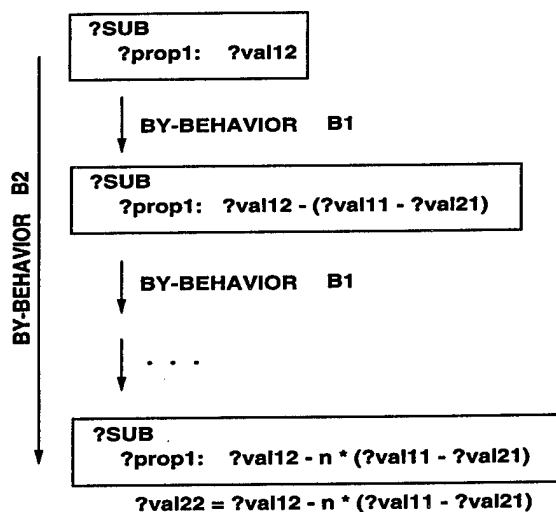 ?SUB
?prop1: ?val12
BY-BEHAVIOR B1
BY-BEHAVIOR B2
?SUB
?prop1: ?val12 - (?val11 - ?val21)
BY-BEHAVIOR B1
. . .
?SUB
?prop1: ?val12 - n * (?val11 - ?val21)
?val22 = ?val12 - n * (?val11 - ?val21)